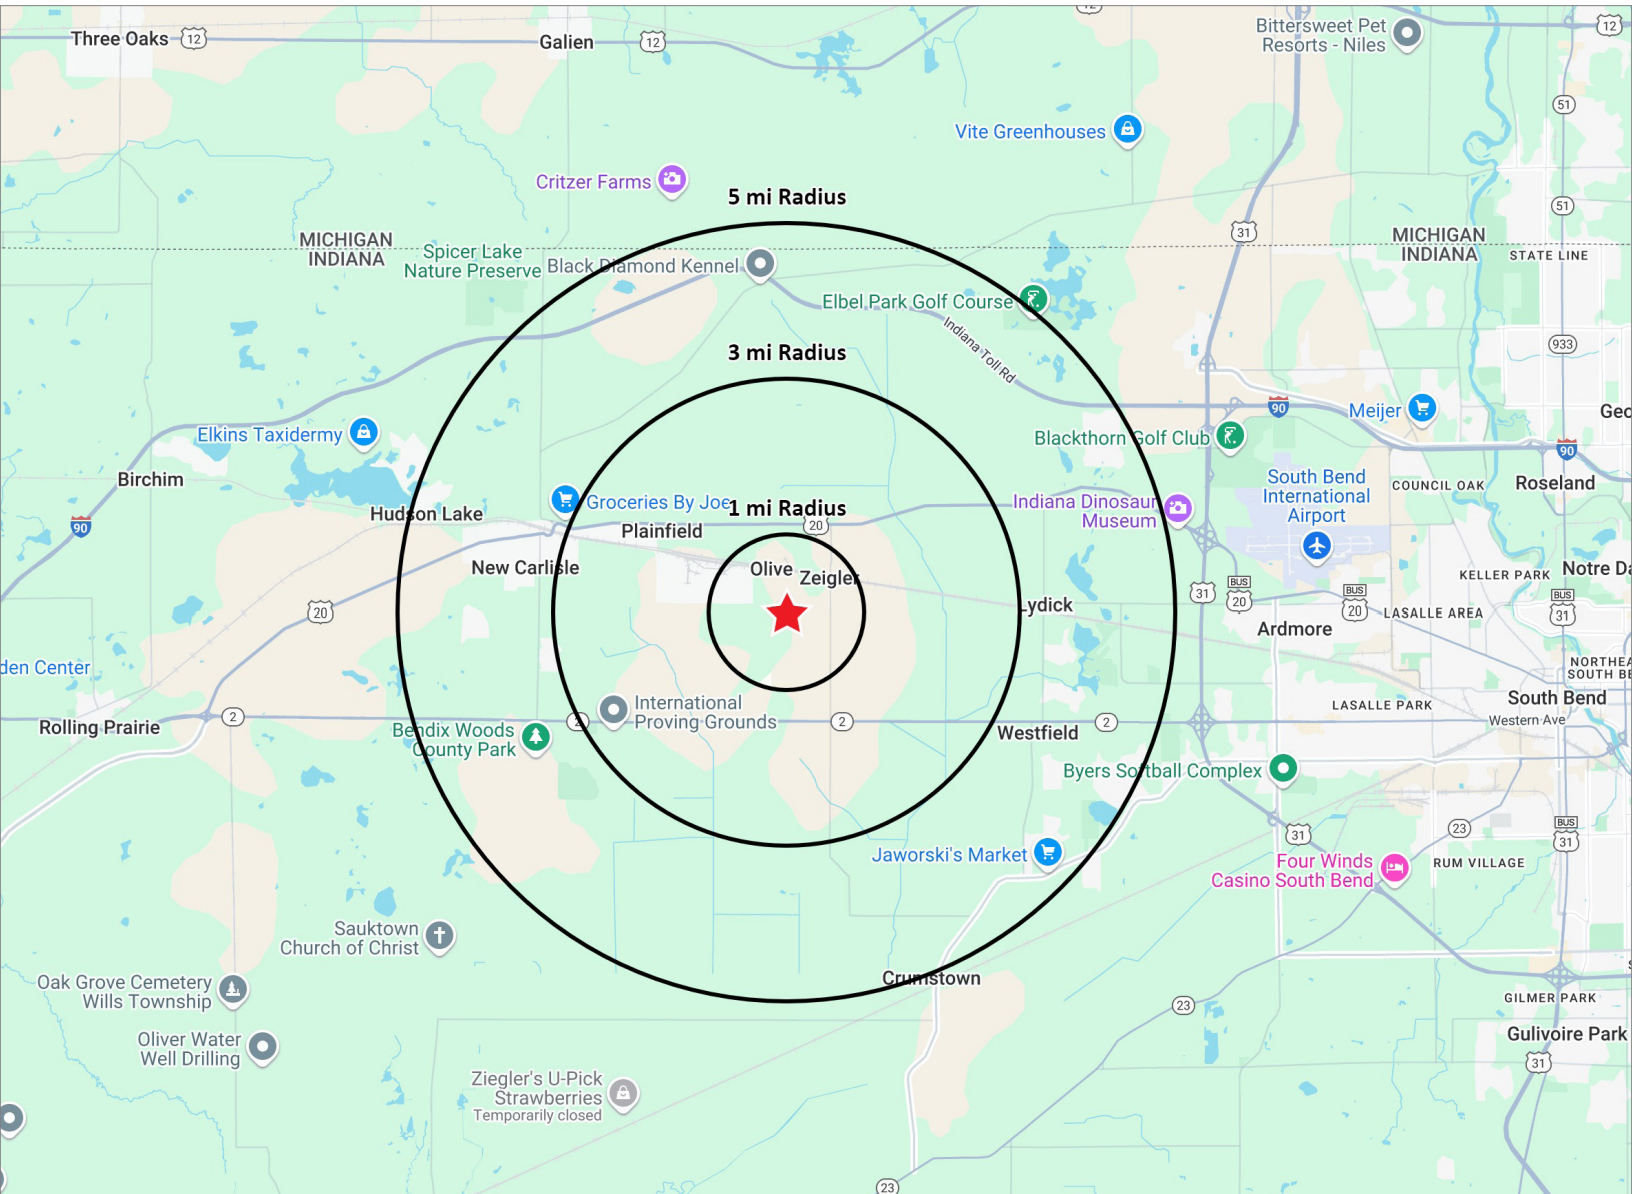 12
Three Oaks
12
Galien
12
Bittersweet Pet
Resorts - Niles
12
51
Vite Greenhouses
Critzer Farms
5 mi Radius
51
31
MICHIGAN
INDIANA
Spicer Lake
Nature Preserve
Black Diamond Kennel
MICHIGAN
INDIANA
STATE LINE
Elbel Park Golf Course
Indiana Toll Rd
933
3 mi Radius
90
Meijer
Elkins Taxidermy
Blackthorn Golf Club
90
Birchim
South Bend
International
Airport
COUNCIL OAK
Roseland
Groceries By Joe
1 mi Radius
Indiana Dinosaur
Museum
Hudson Lake
90
Plainfield
20
New Carlisle
Olive
Zeigler
KELLER PARK
Notre Da
20
Lydick
31
BUS
20
BUS
20
LASALLE AREA
BUS
31
Ardmore
den Center
NORTHEA
SOUTH BE
International
Proving Grounds
LASALLE PARK
South Bend
Western Ave
Rolling Prairie
2
2
2
2
Westfield
Bendix Woods
County Park
Byers Softball Complex
31
23
BUS
31
Jaworski's Market
Four Winds
Casino South Bend
RUM VILLAGE
Sauktown
Church of Christ
Crumstown
Oak Grove Cemetery
Wills Township
23
GILMER PARK
Gulivoire Park
Oliver Water
Well Drilling
31
Ziegler's U-Pick
Strawberries
Temporarily closed
23